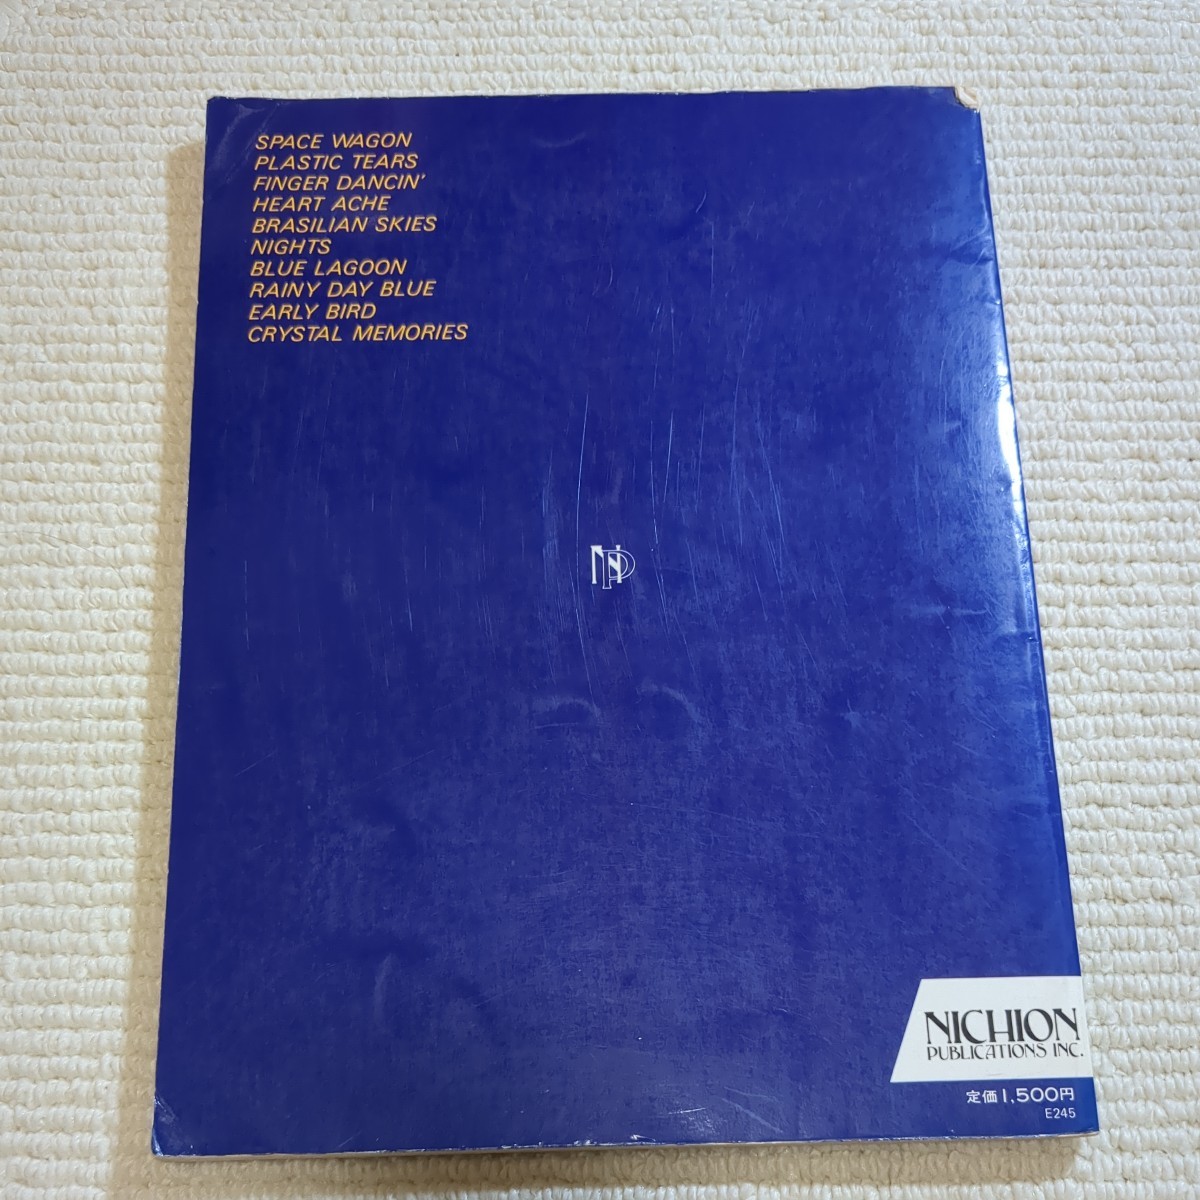 SPACE WAGON
PLASTIC TEARS
FINGER DANCIN'
HEART ACHE
BRASILIAN SKIES
NIGHTS
BLUE LAGOON
RAINY DAY BLUE
EARLY BIRD
CRYSTAL MEMORIES
NP
NICHION
PUBLICATIONS INC.
定価1,500円
E245